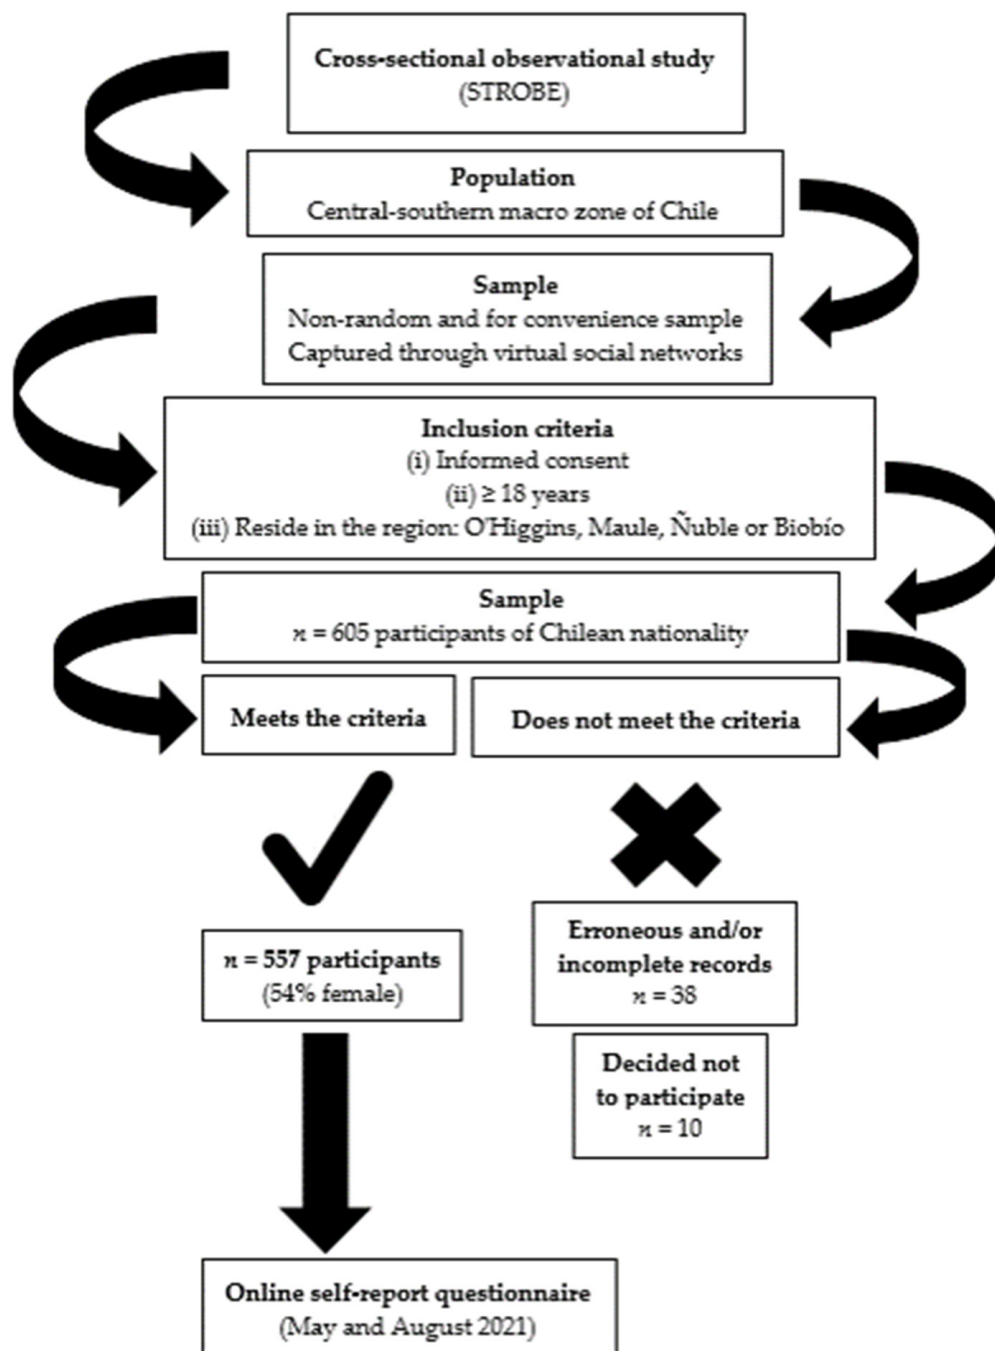 Cross-sectional observational study
(STROBE)
Population
Central-southern macro zone of Chile
Sample
Non-random and for convenience sample
Captured through virtual social networks
Inclusion criteria
(i) Informed consent
(ii) ≥ 18 years
(iii) Reside in the region: O'Higgins, Maule, Ñuble or Biobío
Sample
n = 605 participants of Chilean nationality
Meets the criteria
Does not meet the criteria
n = 557 participants
(54% female)
Erroneous and/or
incomplete records
n = 38
Decided not
to participate
n = 10
Online self-report questionnaire
(May and August 2021)